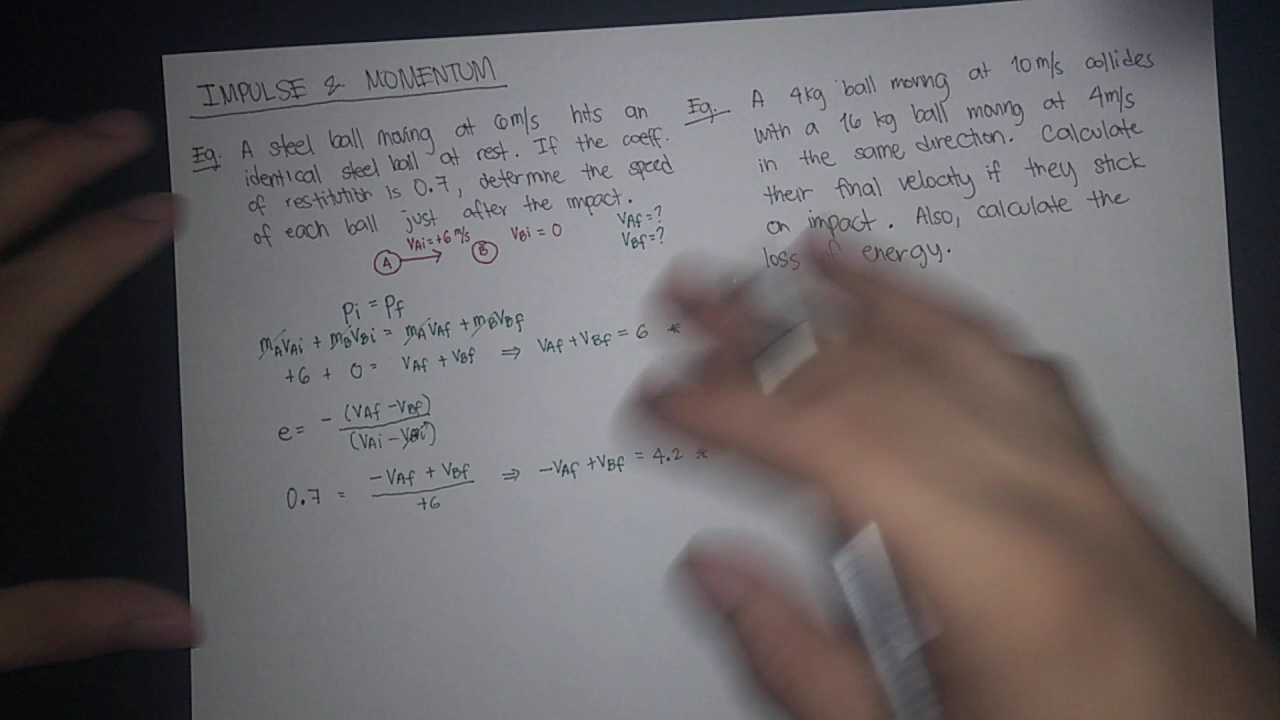 IMPULSE & MOMENTUM
Eg. A steel ball moving at 6m/s hits an
identical steel ball at rest. If the coeff.
of restitution is 0.7, determine the speed
of each ball just after the impact.
VAi=+6 m/s
A
B
VBi = 0
VAf=?
VBf=?
Pi = Pf
mAVAi + mBVBi = mAVAf + mBVBf
+6 + 0 = VAf + VBf ⇒ VAf + VBf = 6 *
e = - (VAf - VBf)
(VAi - VBi)
0.7 = -VAf + VBf ⇒ -VAf + VBf = 4.2 *
+6
Eg. A 4kg ball moving at 10m/s collides
with a 16 kg ball moving at 4m/s
in the same direction. Calculate
their final velocity if they stick
on impact. Also, calculate the
loss of energy.